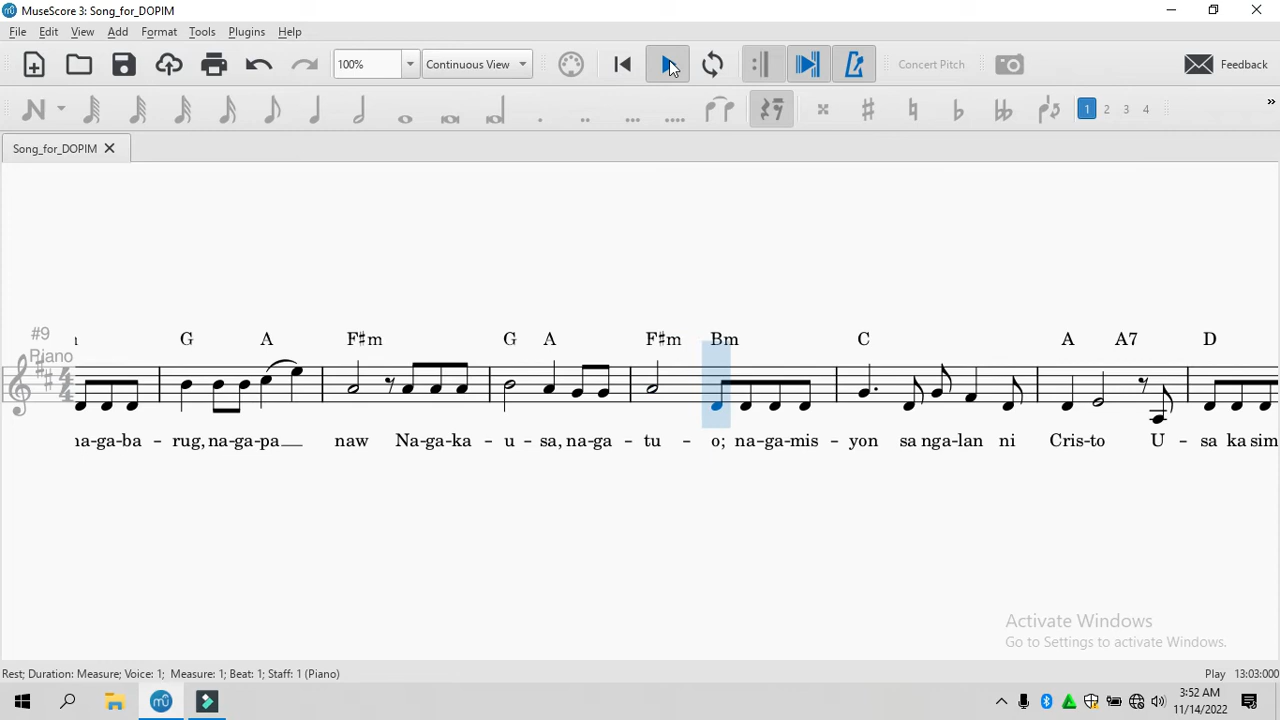 MuseScore 3: Song_for_DOPIM
File Edit View Add Format Tools Plugins Help
100% Continuous View Concert Pitch Feedback
1 2 3 4 »
Song_for_DOPIM
G A F♯m G A F♯m Bm C A A7 D
#9
Piano
na-ga-ba - rug, na-ga-pa__ naw Na-ga-ka - u - sa, na-ga - tu - o; na-ga-mis - yon sa nga-lan ni Cris-to U - sa ka sim
Activate Windows
Go to Settings to activate Windows.
Rest; Duration: Measure; Voice: 1; Measure: 1; Beat: 1; Staff: 1 (Piano) Play 13:03:000
3:52 AM
11/14/2022